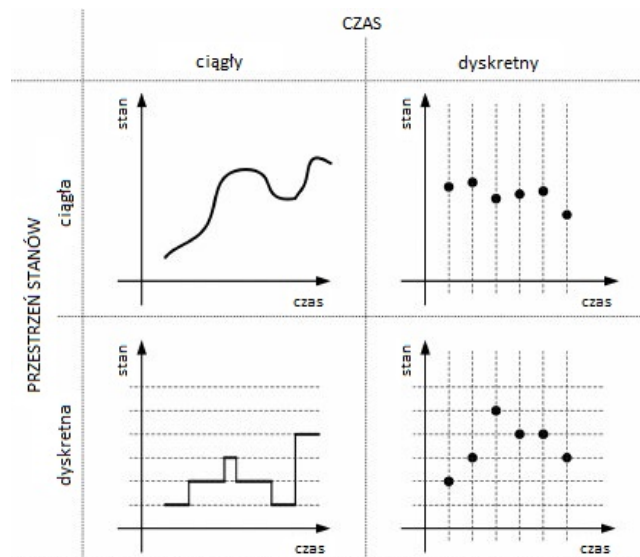 CZAS
ciągły
dyskretny
PRZESTRZEŃ STANÓW
ciągła
stan
czas
stan
czas
dyskretna
stan
czas
stan
czas